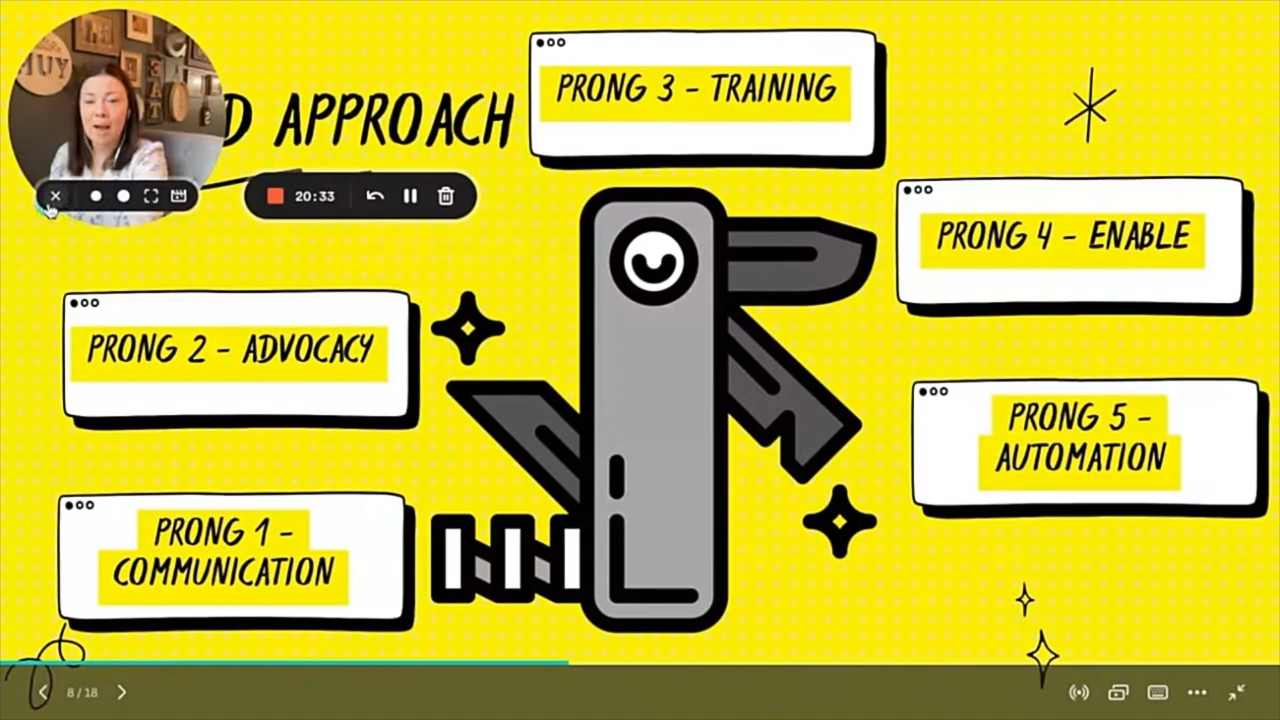 D APPROACH
PRONG 3 - TRAINING
20:33
PRONG 4 - ENABLE
PRONG 2 - ADVOCACY
PRONG 5 -
AUTOMATION
PRONG 1 -
COMMUNICATION
8 / 18